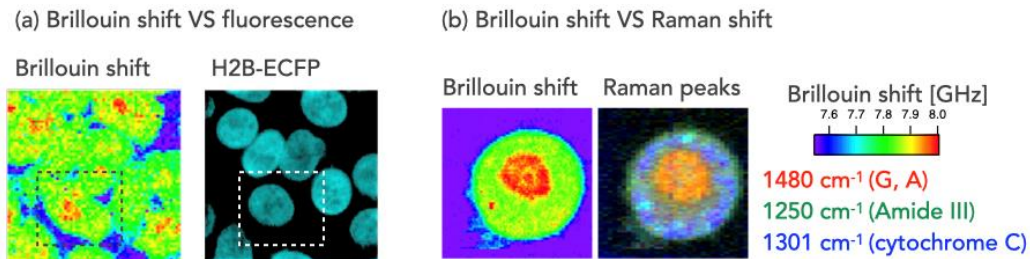 (a) Brillouin shift VS fluorescence
Brillouin shift
H2B-ECFP
(b) Brillouin shift VS Raman shift
Brillouin shift
Raman peaks
Brillouin shift [GHz]
7.6 7.7 7.8 7.9 8.0
1480 cm⁻¹ (G, A)
1250 cm⁻¹ (Amide III)
1301 cm⁻¹ (cytochrome C)